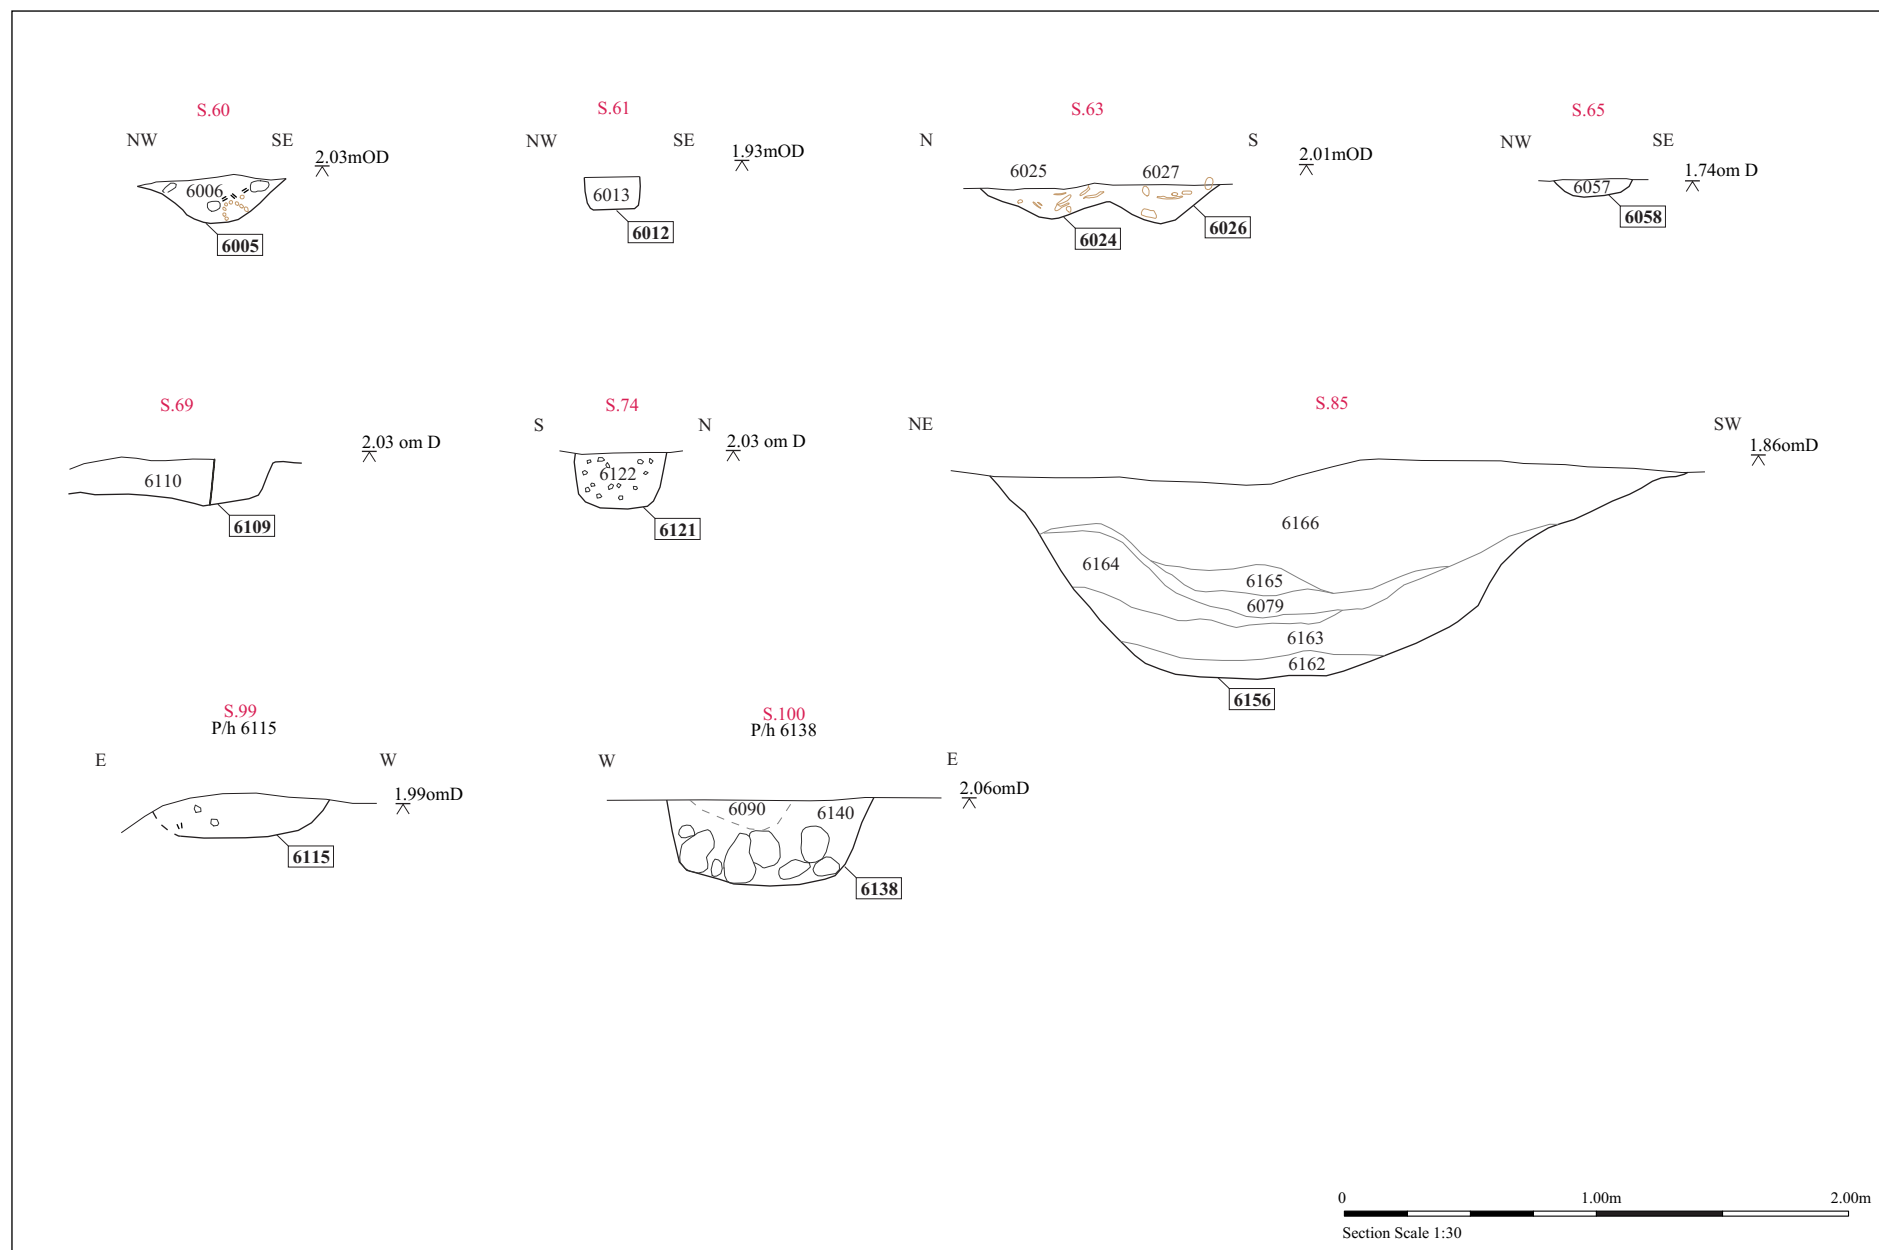 S.60
NW SE
2.03mOD
6006
6005
S.61
NW SE
1.93mOD
6013
6012
S.63
N S
2.01mOD
6025 6027
6024
6026
S.65
NW SE
1.74om D
6057
6058
S.69
2.03 om D
6110
6109
S.74
S N
2.03 om D
6122
6121
S.85
NE SW
1.86omD
6166
6164
6165
6079
6163
6162
6156
S.99
P/h 6115
E W
1.99omD
6115
S.100
P/h 6138
W E
2.06omD
6090
6140
6138
0 1.00m 2.00m
Section Scale 1:30